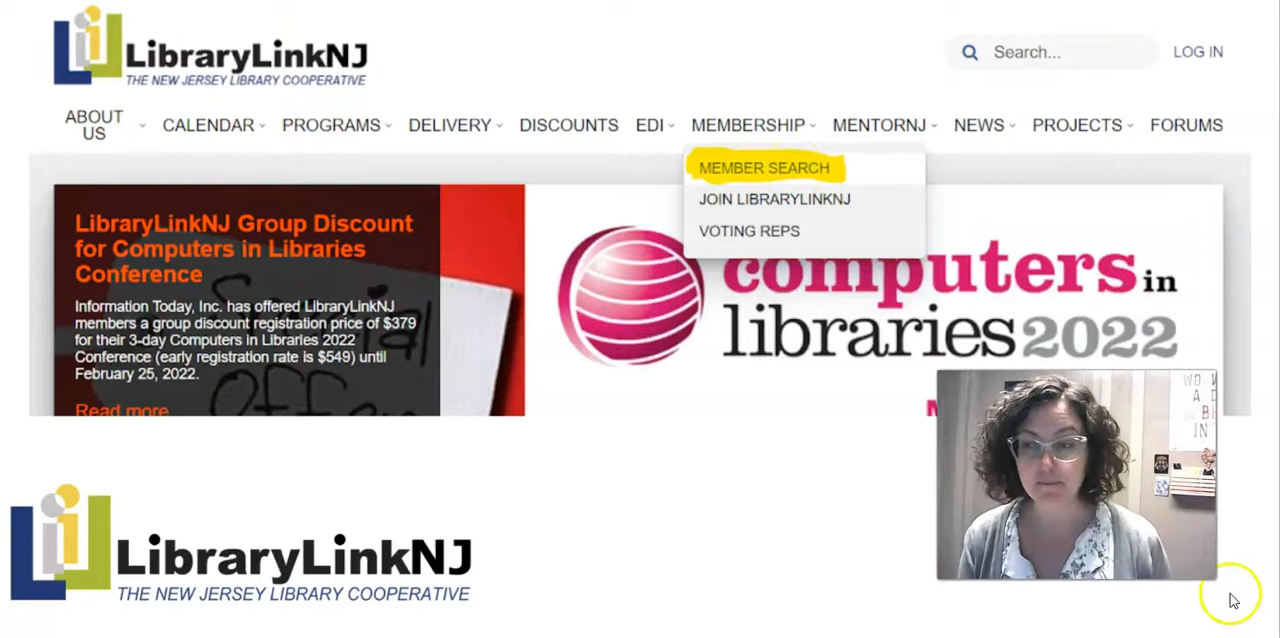 LibraryLinkNJ
THE NEW JERSEY LIBRARY COOPERATIVE
Search...
LOG IN
ABOUT
US
CALENDAR
PROGRAMS
DELIVERY
DISCOUNTS
EDI
MEMBERSHIP
MENTORNJ
NEWS
PROJECTS
FORUMS
MEMBER SEARCH
JOIN LIBRARYLINKNJ
VOTING REPS
LibraryLinkNJ Group Discount
for Computers in Libraries
Conference
Information Today, Inc. has offered LibraryLinkNJ
members a group discount registration price of $379
for their 3-day Computers in Libraries 2022
Conference (early registration rate is $549) until
February 25, 2022.
Read more
Special
Offer
computers in
libraries 2022
LibraryLinkNJ
THE NEW JERSEY LIBRARY COOPERATIVE